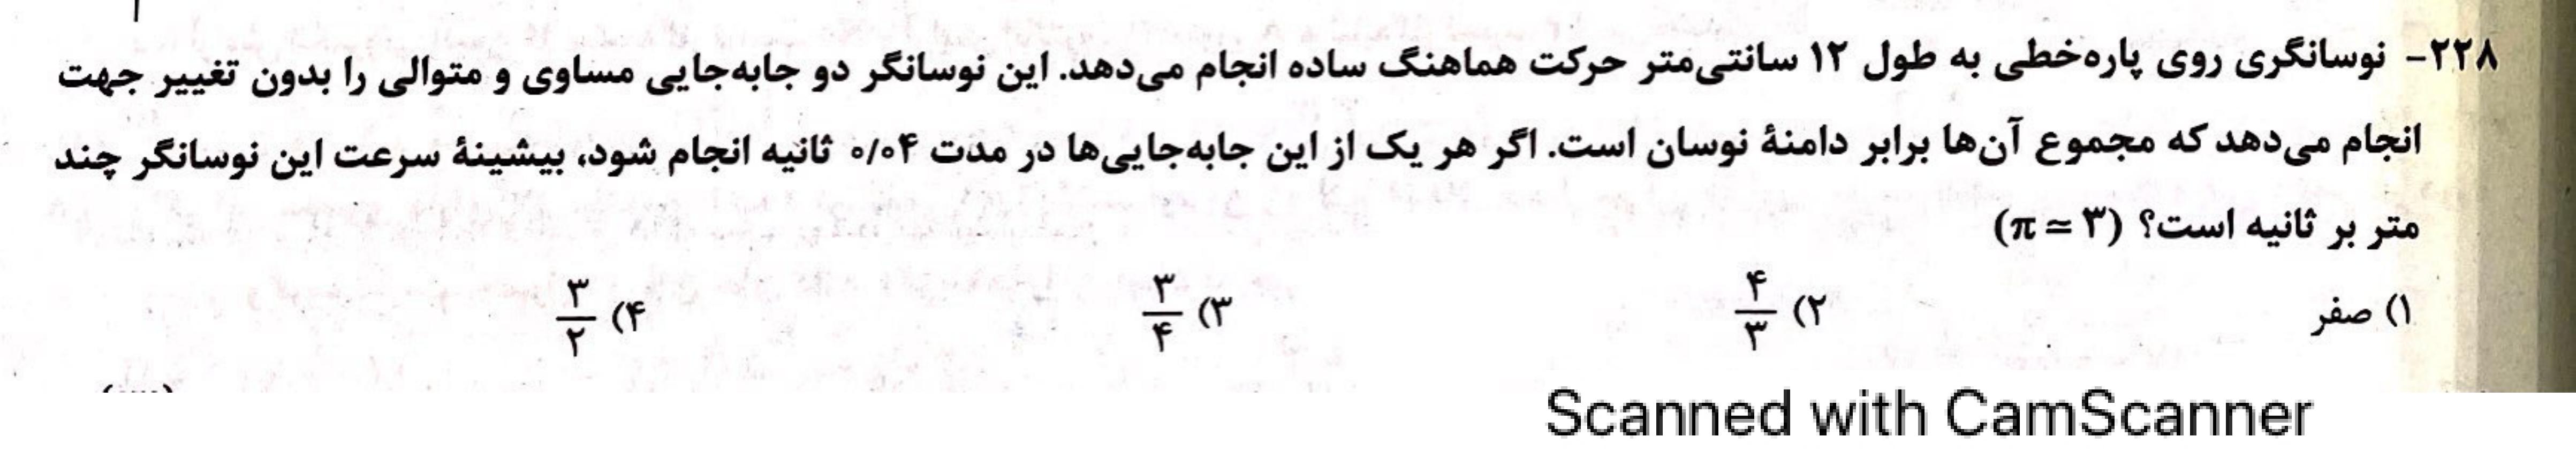 ۲۲۸- نوسانگری روی پاره‌خطی به طول ۱۲ سانتی‌متر حرکت هماهنگ ساده انجام می‌دهد. این نوسانگر دو جابه‌جایی مساوی و متوالی را بدون تغییر جهت
انجام می‌دهد که مجموع آن‌ها برابر دامنهٔ نوسان است. اگر هر یک از این جابه‌جایی‌ها در مدت ۰/۰۴ ثانیه انجام شود، بیشینهٔ سرعت این نوسانگر چند
متر بر ثانیه است؟ (π ≃ ۳)
۱) صفر ۲) ۴/۳ ۳) ۳/۴ ۴) ۳/۲
Scanned with CamScanner